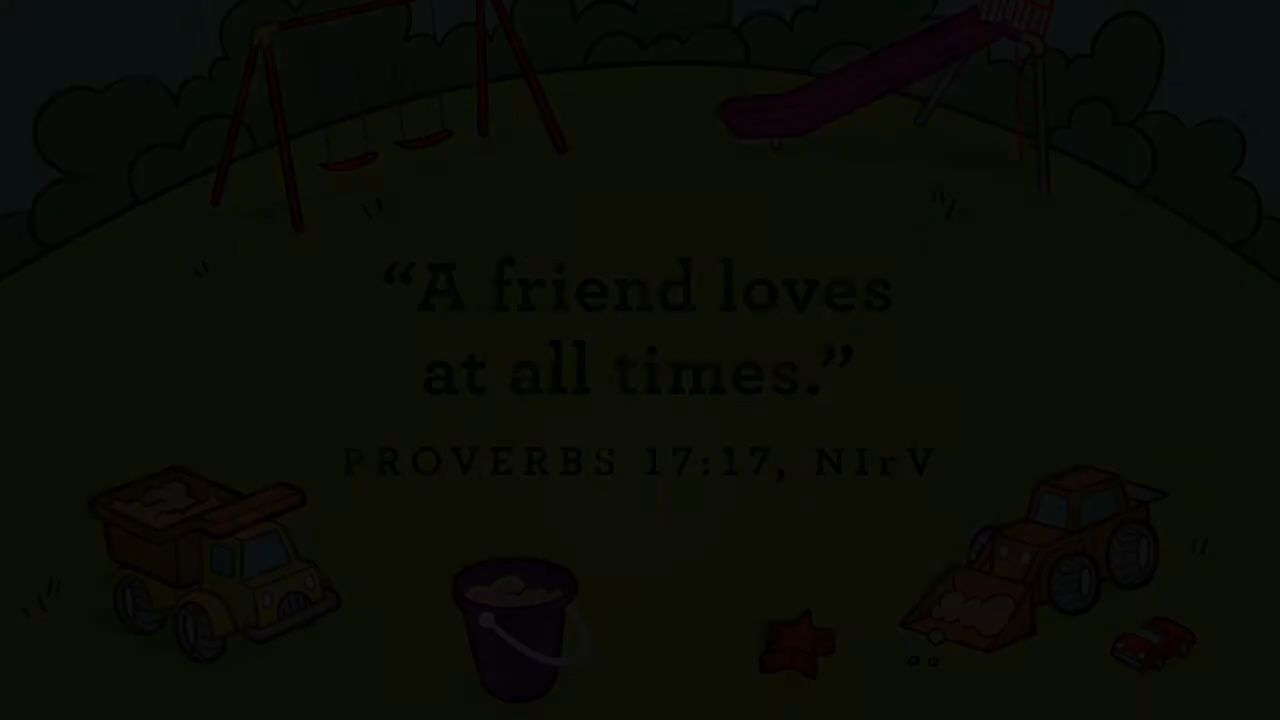 “A friend loves
at all times.”
PROVERBS 17:17, NIrV